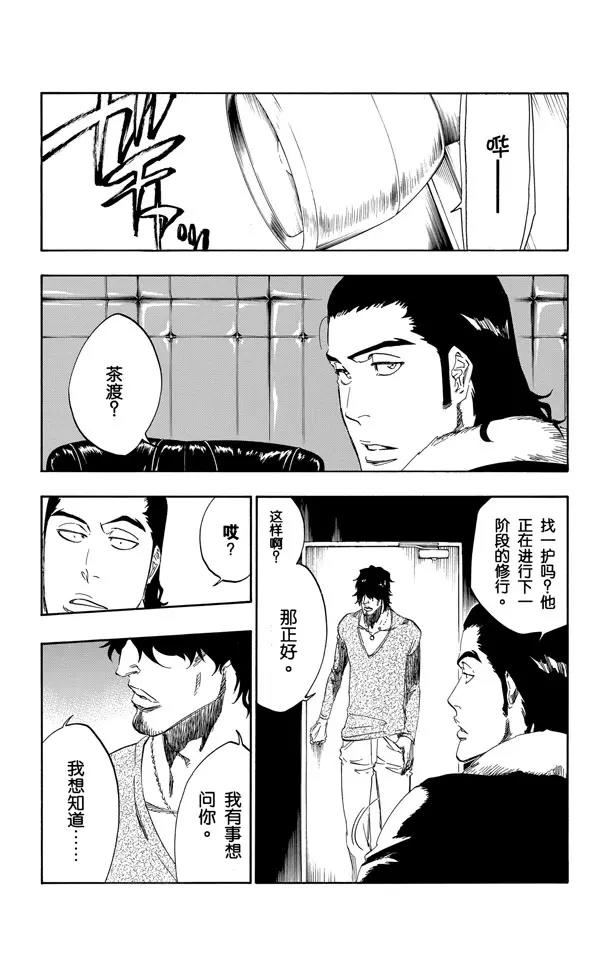 哗——
茶渡？
找一护吗？他
正在进行下一
阶段的修行。
这样啊？
那正好。
哎？
我有事想
问你。
我想知道……